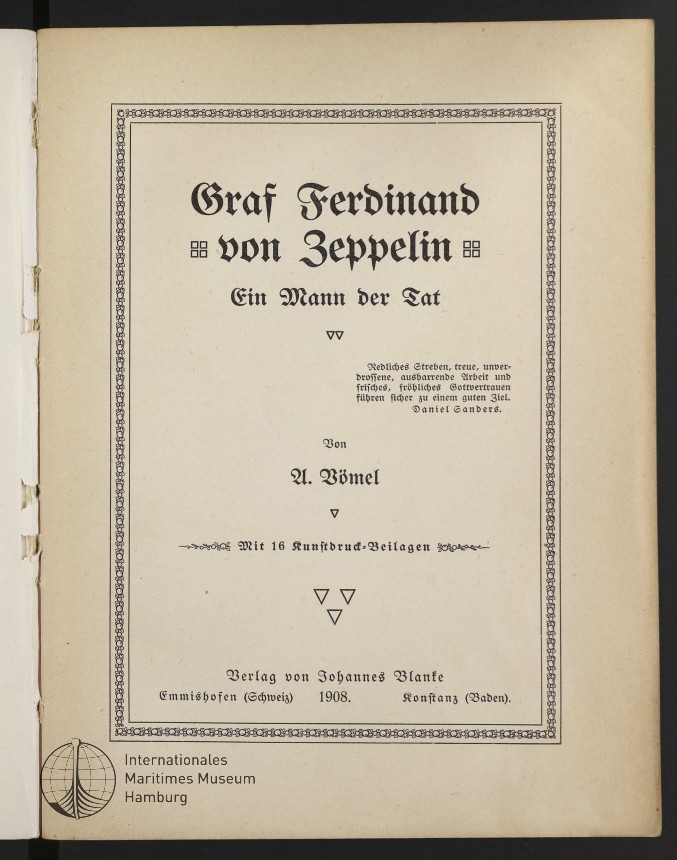 Graf Ferdinand
von Zeppelin
Ein Mann der Tat
Redliches Streben, treue, unver-
drossene, ausharrende Arbeit und
frisches, fröhliches Gottvertrauen
führen sicher zu einem guten Ziel.
Daniel Sanders.
Von
A. Vömel
Mit 16 Kunstdruck-Beilagen
Verlag von Johannes Blanke
Emmishofen (Schweiz) 1908. Konstanz (Baden).
Internationales
Maritimes Museum
Hamburg